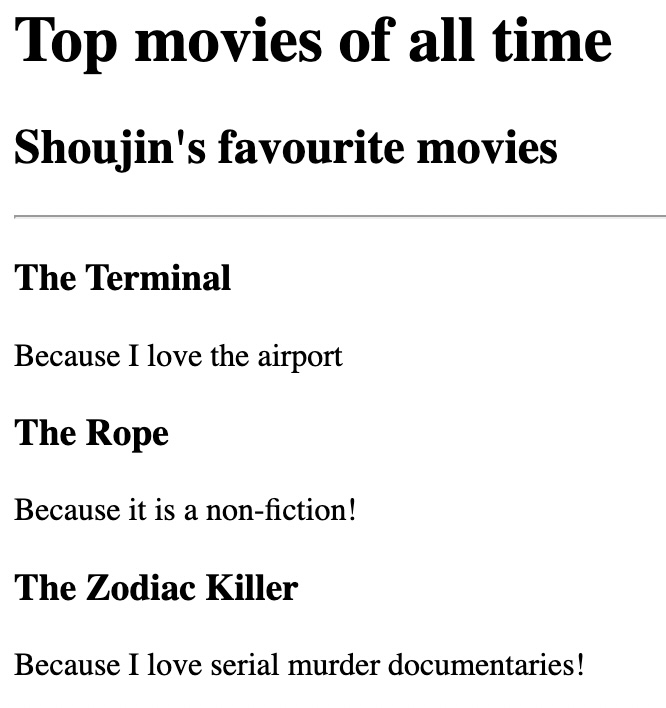 Top movies of all time
Shoujin's favourite movies
The Terminal
Because I love the airport
The Rope
Because it is a non-fiction!
The Zodiac Killer
Because I love serial murder documentaries!